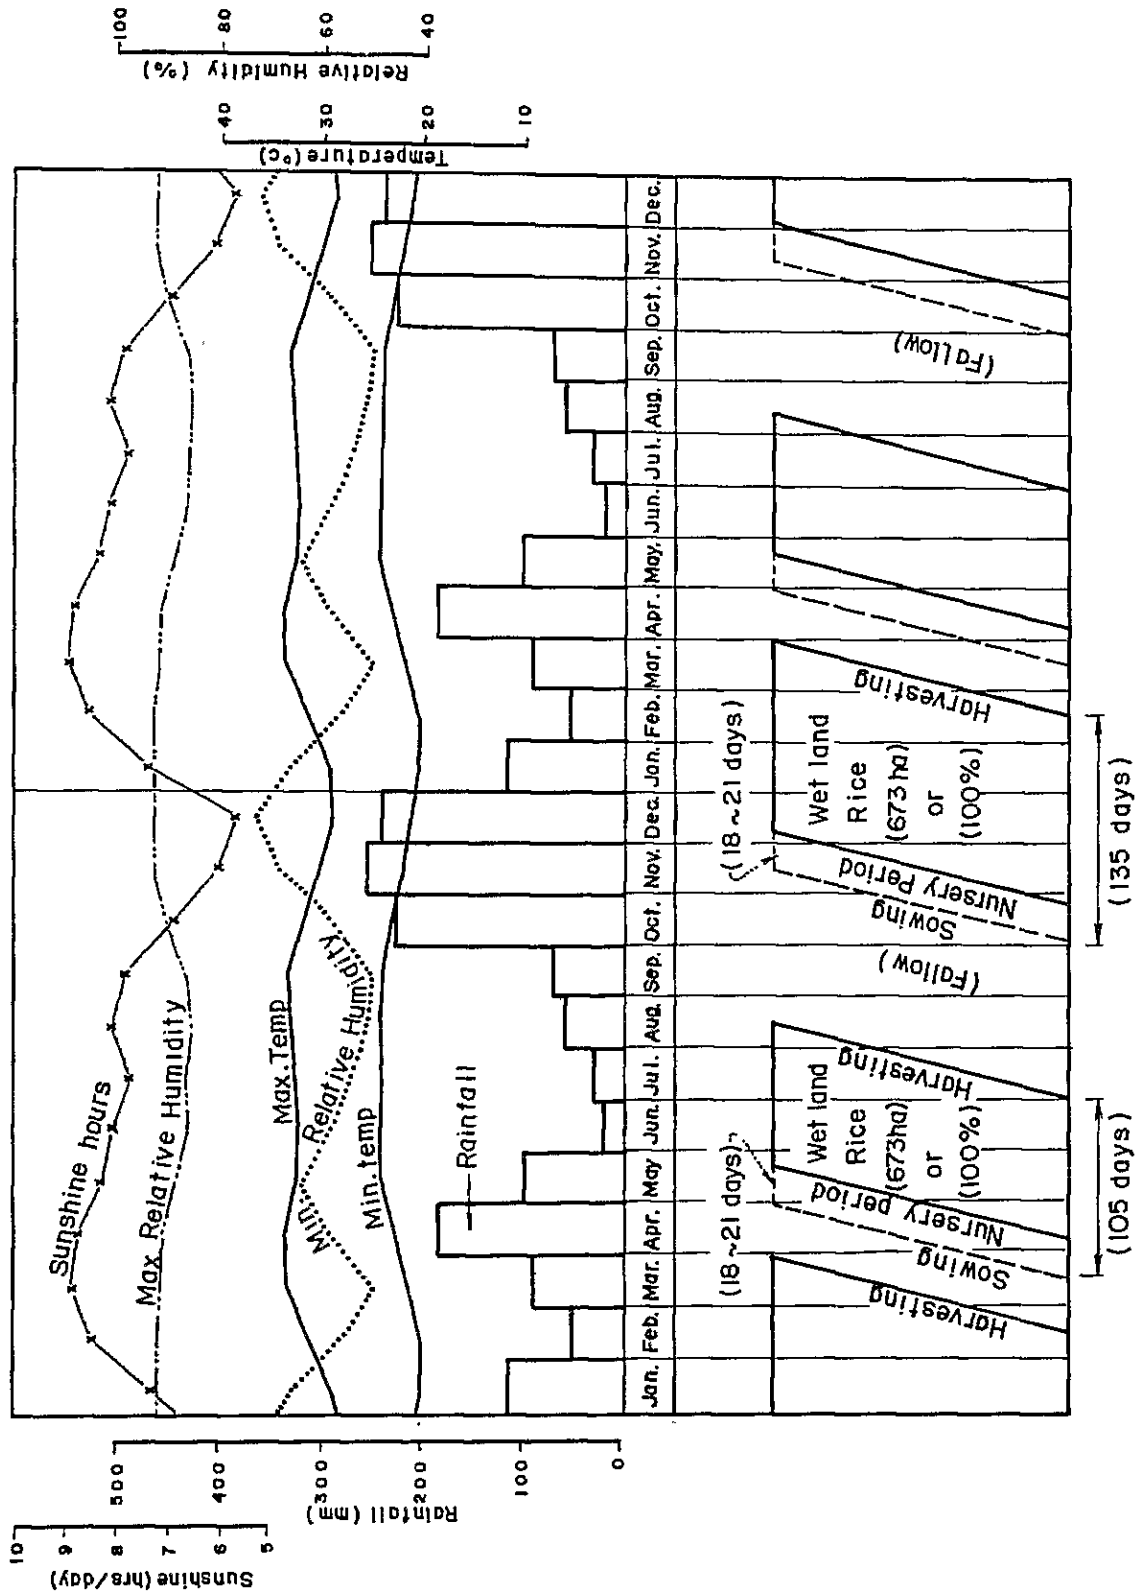 Sunshine (hrs/day)
10
9
8
7
6
5
Rainfall (mm)
500
400
300
200
100
0
Sunshine hours
Max. Relative Humidity
Max. Temp
Min. Relative Humidity
Min. temp
Rainfall
Relative Humidity (%)
100
80
60
40
Temperature (°c)
40
30
20
10
Jan. Feb. Mar. Apr. May Jun. Jul. Aug. Sep. Oct. Nov. Dec. Jan. Feb. Mar. Apr. May. Jun. Jul. Aug. Sep. Oct. Nov. Dec.
(18~21 days)
(18~21 days)
Harvesting
Sowing
Nursery period
Wet land
Rice
(673ha)
or
(100%)
Harvesting
(Fallow)
Sowing
Nursery Period
Wet land
Rice
(673 ha)
or
(100%)
Harvesting
(Fallow)
(105 days)
(135 days)